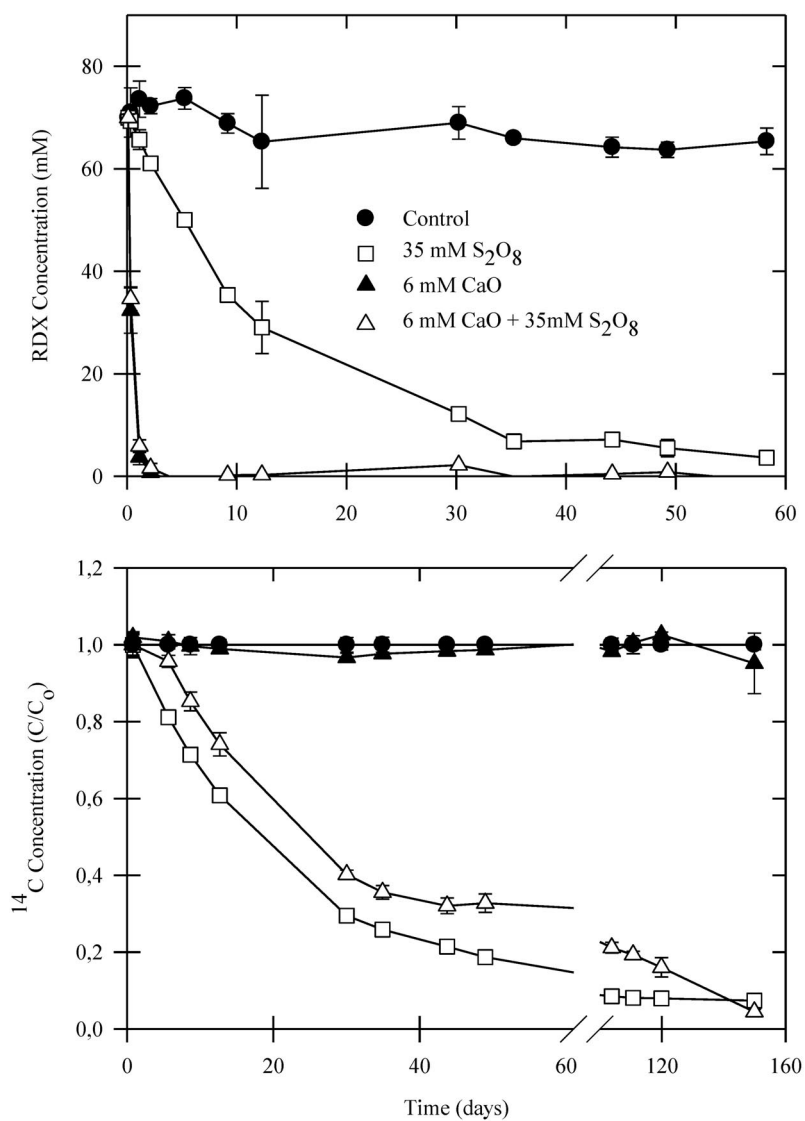 80
60
40
20
0
RDX Concentration (mM)
Control
35 mM S₂O₈
6 mM CaO
6 mM CaO + 35mM S₂O₈
0 10 20 30 40 50 60
1,2
1,0
0,8
0,6
0,4
0,2
0,0
¹⁴C Concentration (C/Co)
0 20 40 60 120 160
Time (days)